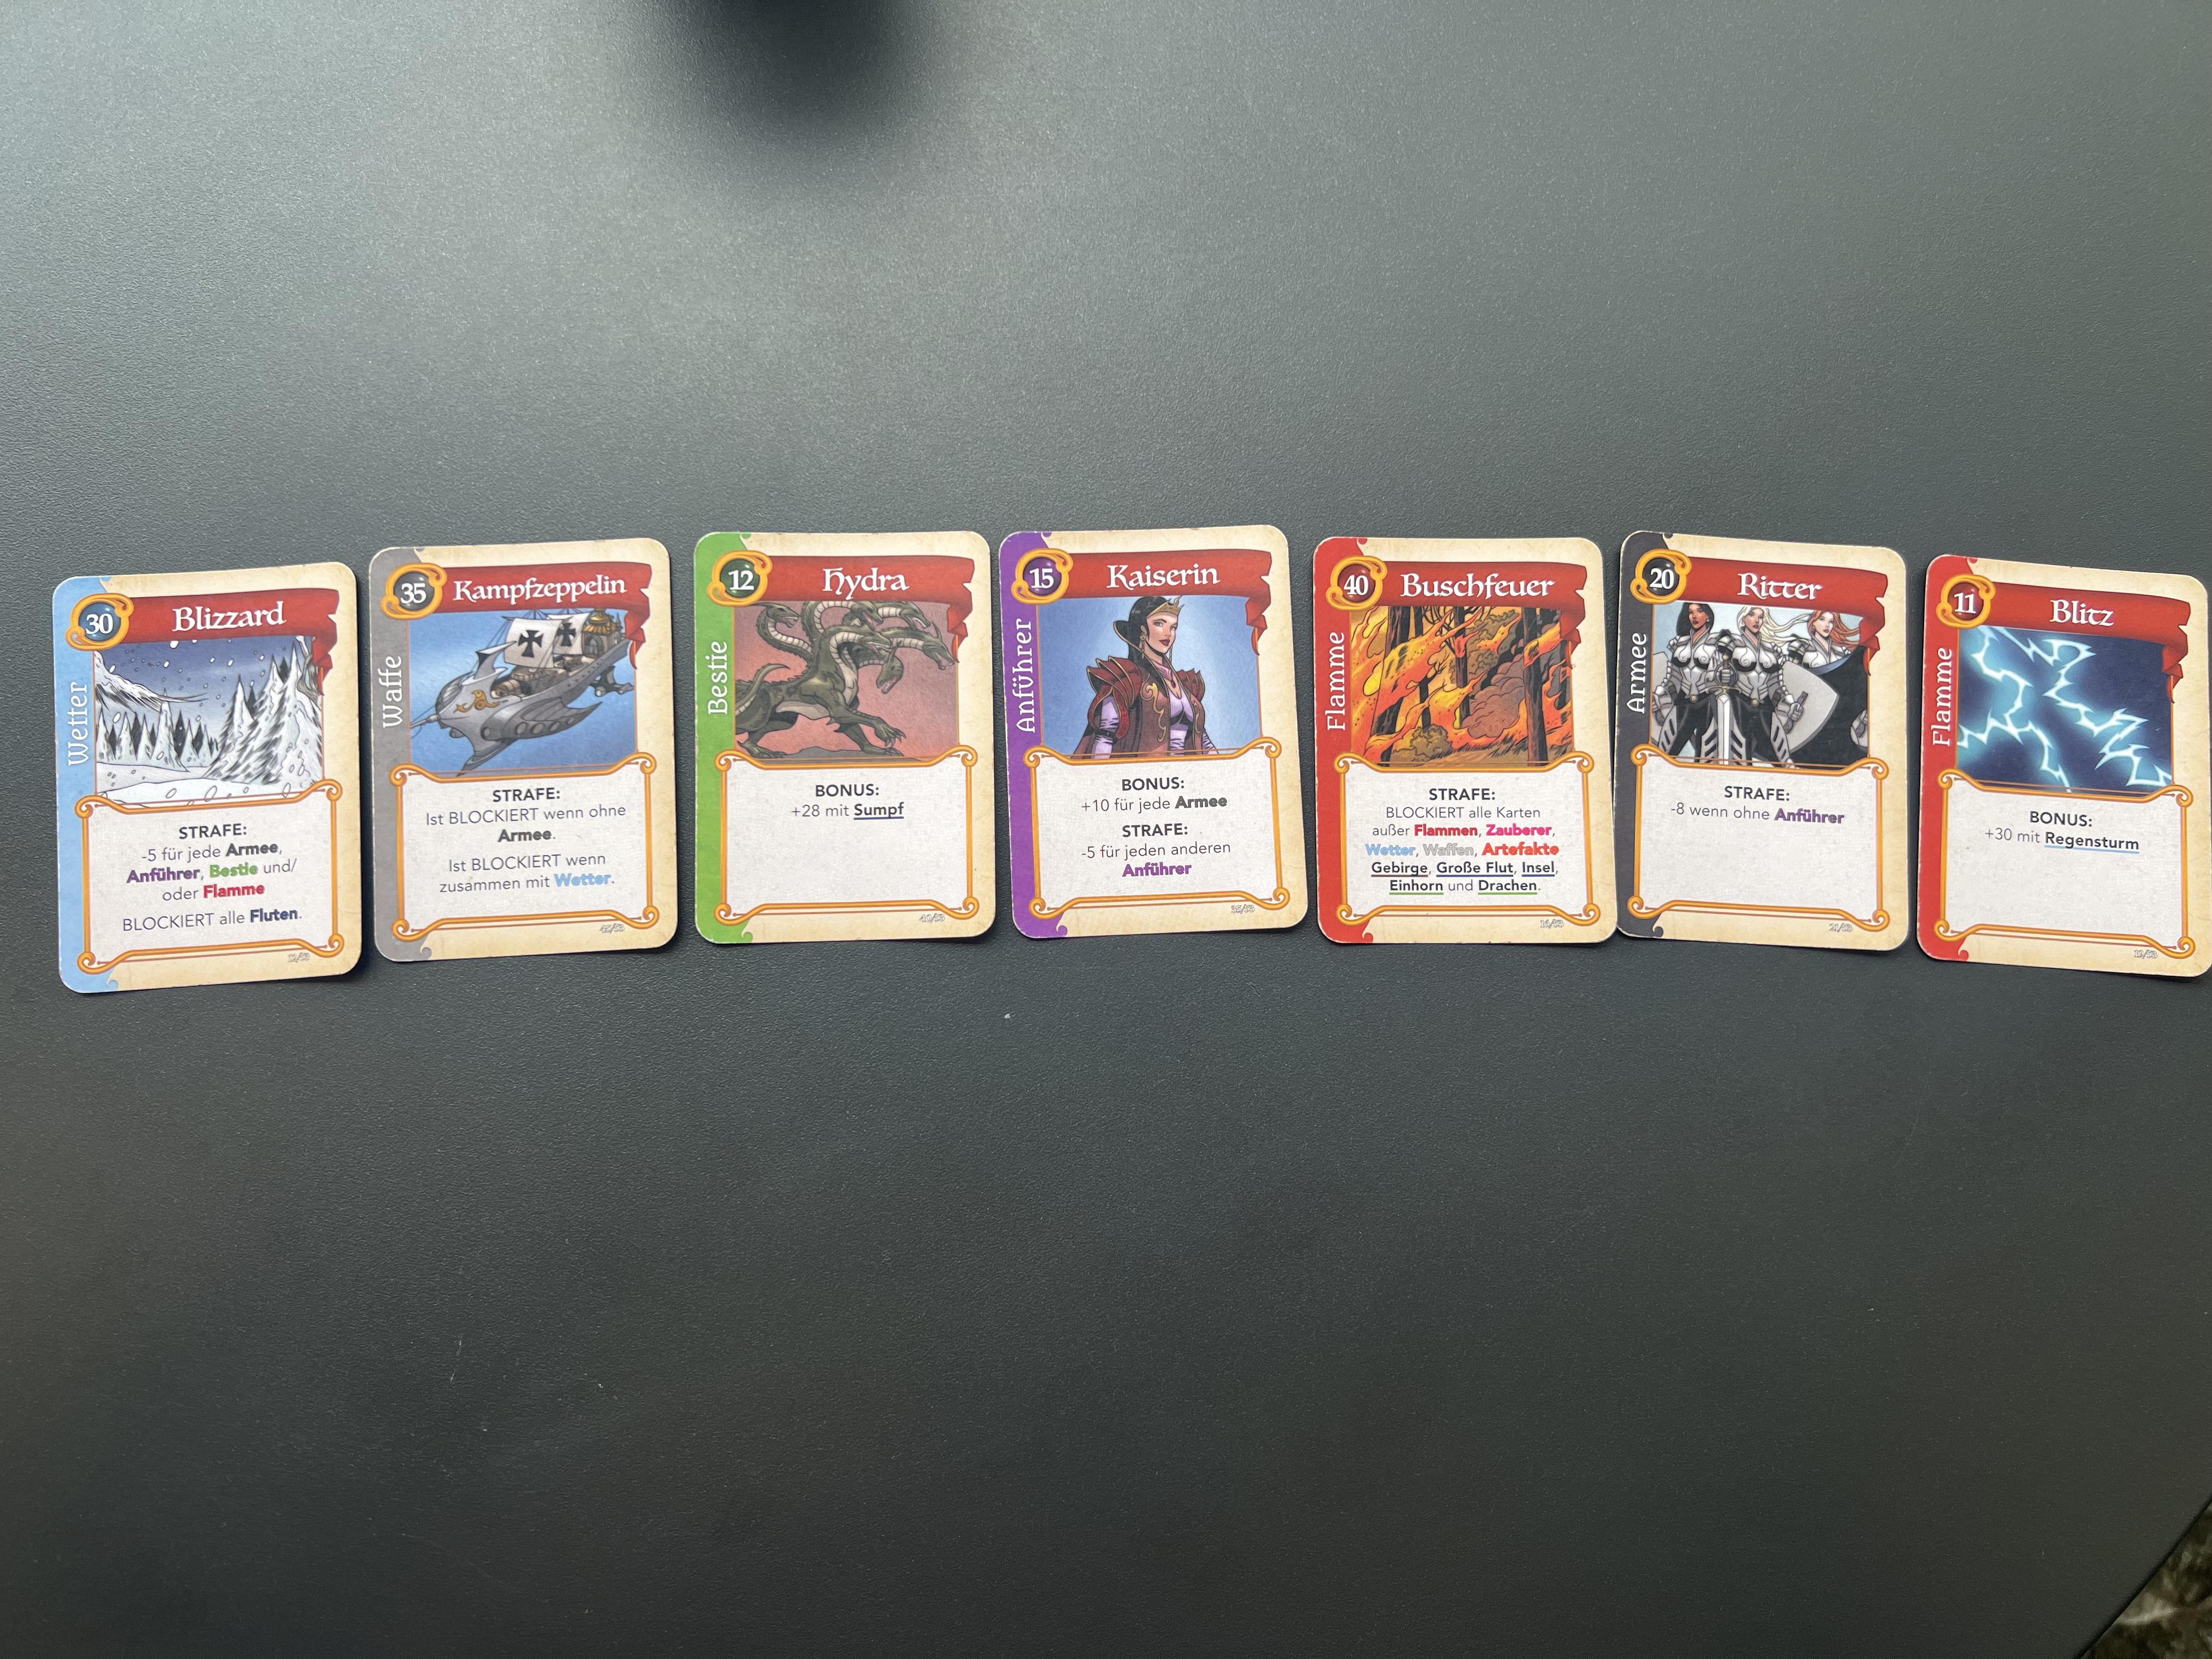 Wetter
30
Blizzard
STRAFE:
-5 für jede Armee,
Anführer, Bestie und/
oder Flamme
BLOCKIERT alle Fluten.
Waffe
35
Kampfzeppelin
STRAFE:
Ist BLOCKIERT wenn ohne
Armee.
Ist BLOCKIERT wenn
zusammen mit Wetter.
Bestie
12
Hydra
BONUS:
+28 mit Sumpf
Anführer
15
Kaiserin
BONUS:
+10 für jede Armee
STRAFE:
-5 für jeden anderen
Anführer
Flamme
40
Buschfeuer
STRAFE:
BLOCKIERT alle Karten
außer Flammen, Zauberer,
Wetter, Waffen, Artefakte
Gebirge, Große Flut, Insel,
Einhorn und Drachen.
Armee
20
Ritter
STRAFE:
-8 wenn ohne Anführer
Flamme
11
Blitz
BONUS:
+30 mit Regensturm